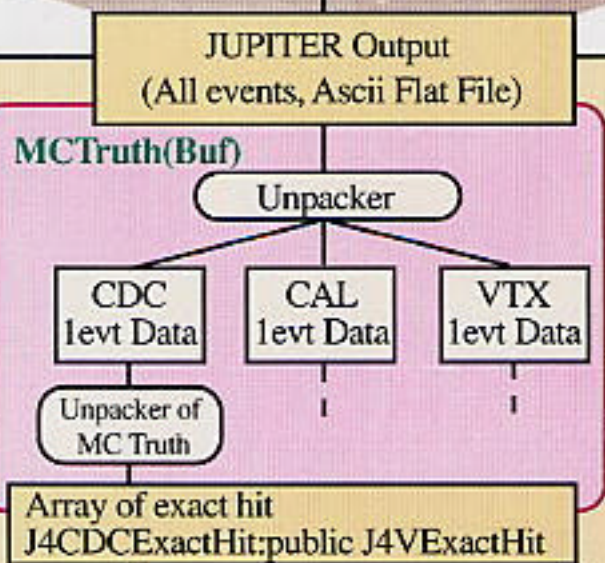 JUPITER Output
(All events, Ascii Flat File)
MCTruth(Buf)
Unpacker
CDC
1evt Data
CAL
1evt Data
VTX
1evt Data
Unpacker of
MC Truth
Array of exact hit
J4CDCExactHit:public J4VExactHit